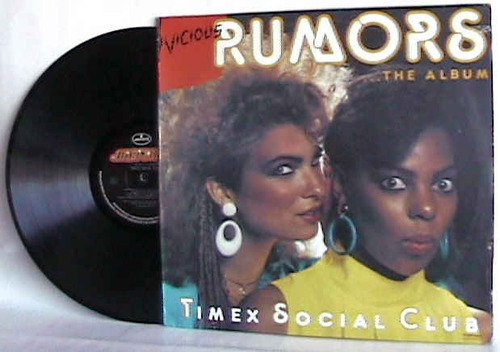 VICIOUS
RUMORS
THE ALBUM
TIMEX SOCIAL CLUB